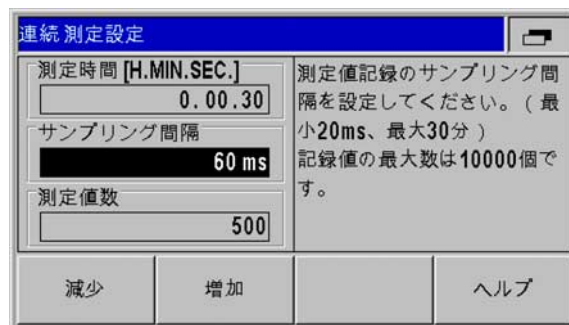 連続 測定設定
測定時間 [H.MIN.SEC.]
0. 00. 30
サンプリング間隔
60 ms
測定値数
500
測定値記録のサンプリング間
隔を設定してください。（最
小20ms、最大30分）
記録値の最大数は10000個で
す。
減少
増加
ヘルプ